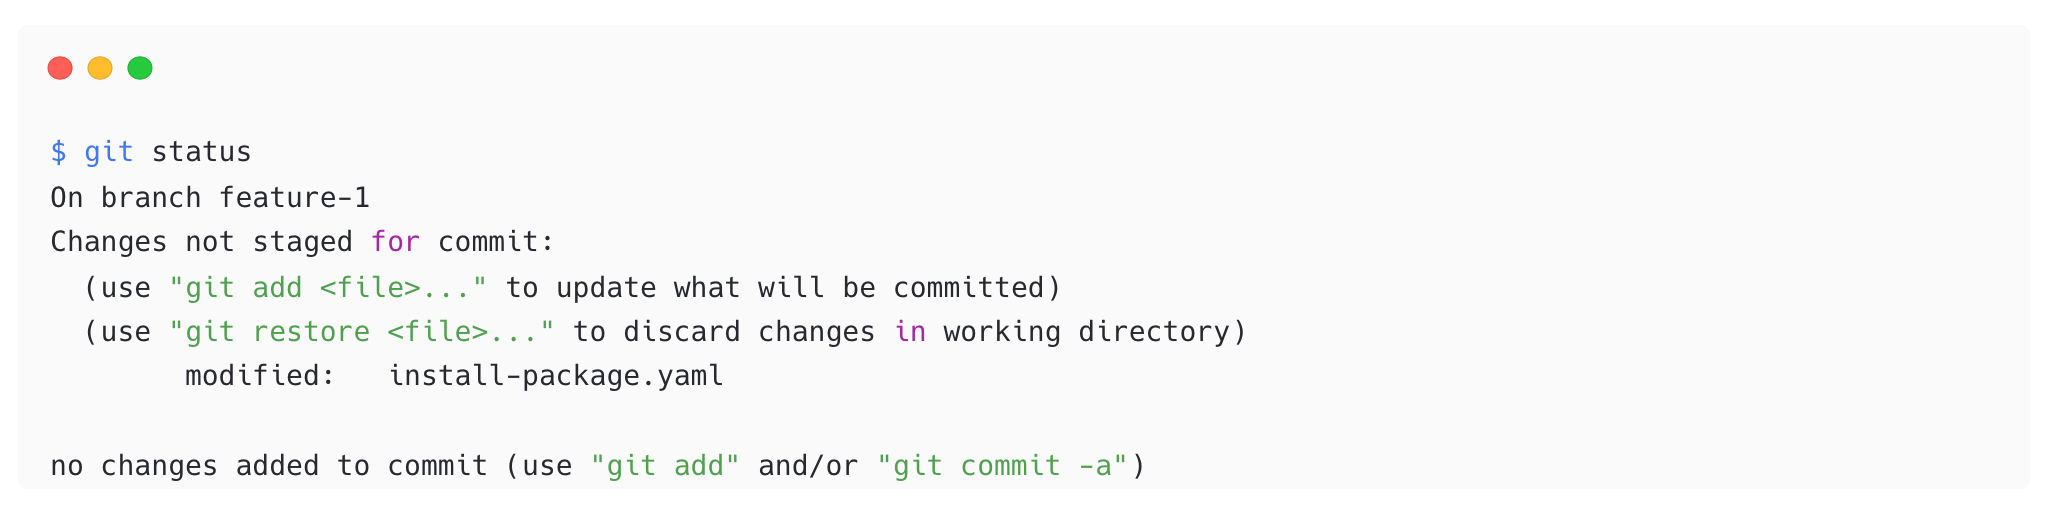 $ git status
On branch feature-1
Changes not staged for commit:
  (use "git add <file>..." to update what will be committed)
  (use "git restore <file>..." to discard changes in working directory)
        modified:   install-package.yaml

no changes added to commit (use "git add" and/or "git commit -a")